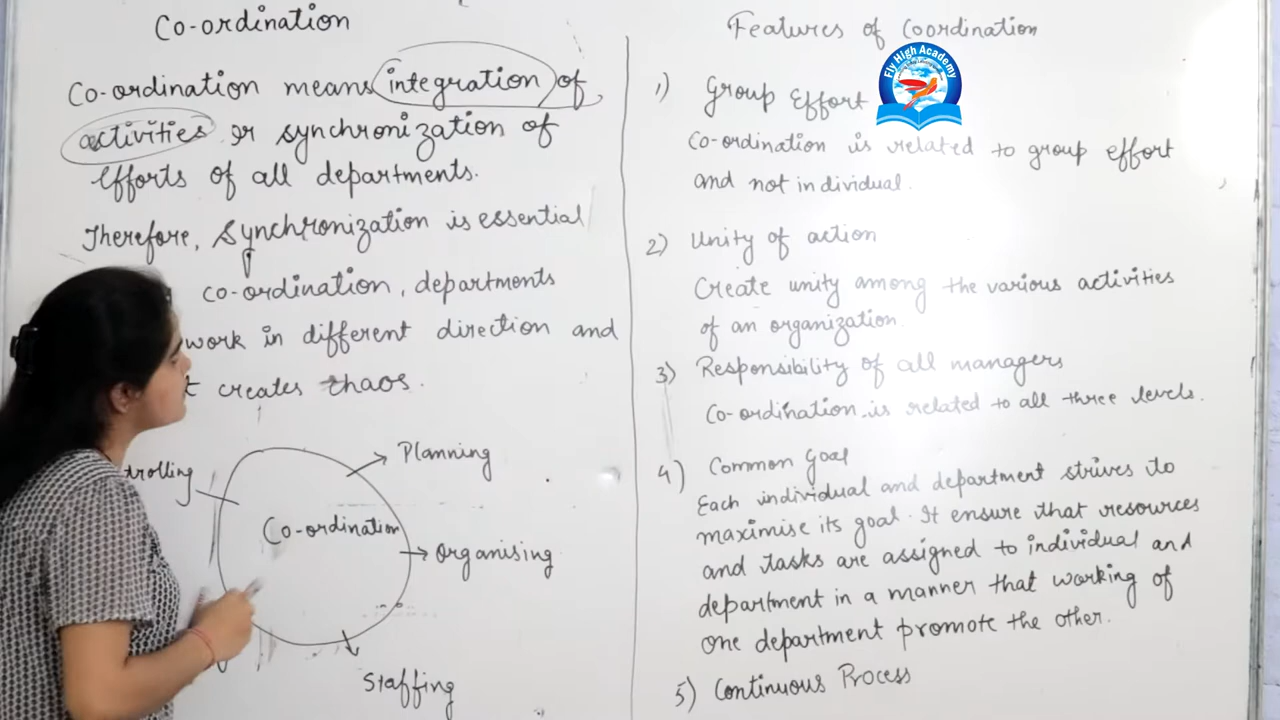 Co-ordination
Co-ordination means integration of
activities or synchronization of
efforts of all departments.
Therefore, Synchronization is essential
co-ordination, departments
work in different direction and
t creates chaos.
trolling
Planning
Co-ordination
Organising
Staffing
Features of Coordination
Fly High Academy
1) Group Effort
Co-ordination is related to group effort
and not in dividual.
2) Unity of action
Create unity among the various activities
of an organization.
3) Responsibility of all managers
Co-ordination is related to all three levels.
4) Common Goal
Each individual and department strives to
maximise its goal. It ensure that resources
and tasks are assigned to individual and
department in a manner that working of
one department promote the other.
5) Continuous Process